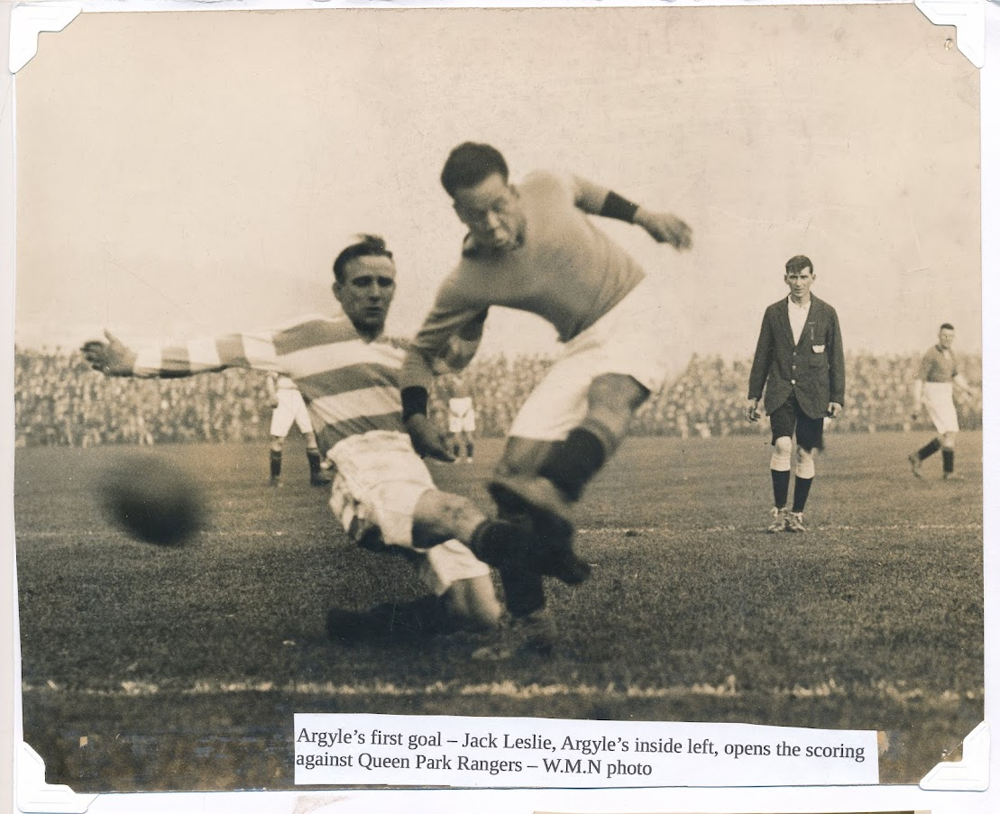 Argyle’s first goal – Jack Leslie, Argyle’s inside left, opens the scoring
against Queen Park Rangers – W.M.N photo